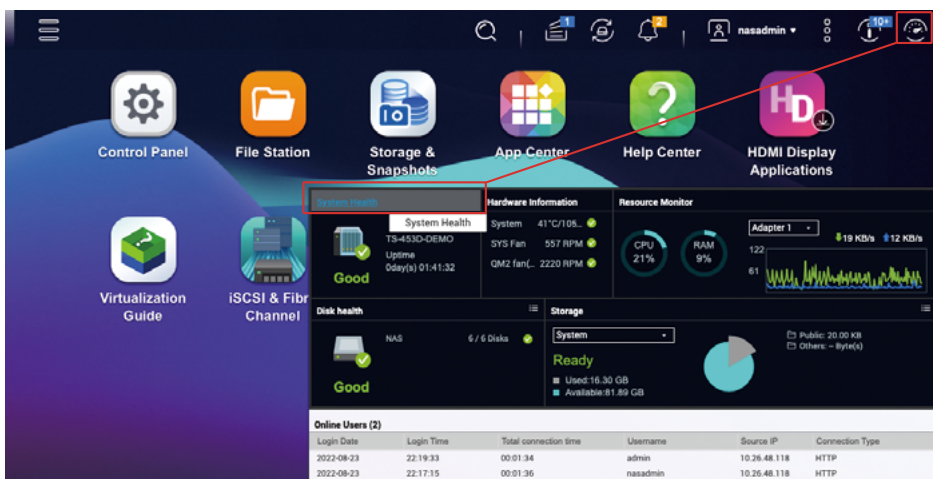 1
2
nasadmin
10+
Control Panel
File Station
Storage &
Snapshots
App Center
Help Center
HD
HDMI Display
Applications
Virtualization
Guide
iSCSI & Fibr
Channel
System Health
System Health
TS-453D-DEMO
Uptime
0day(s) 01:41:32
Good
Hardware Information
System 41°C/105...
SYS Fan 557 RPM
QM2 fan(... 2220 RPM
Resource Monitor
CPU
21%
RAM
9%
Adapter 1
19 KB/s 12 KB/s
122
61
Disk health
NAS 6 / 6 Disks
Good
Storage
System
Ready
Used:16.30 GB
Available:81.89 GB
Public: 20.00 KB
Others: -- Byte(s)
Online Users (2)
Login Date Login Time Total connection time Username Source IP Connection Type
2022-08-23 22:19:33 00:01:34 admin 10.26.48.118 HTTP
2022-08-23 22:17:15 00:01:36 nasadmin 10.26.48.118 HTTP